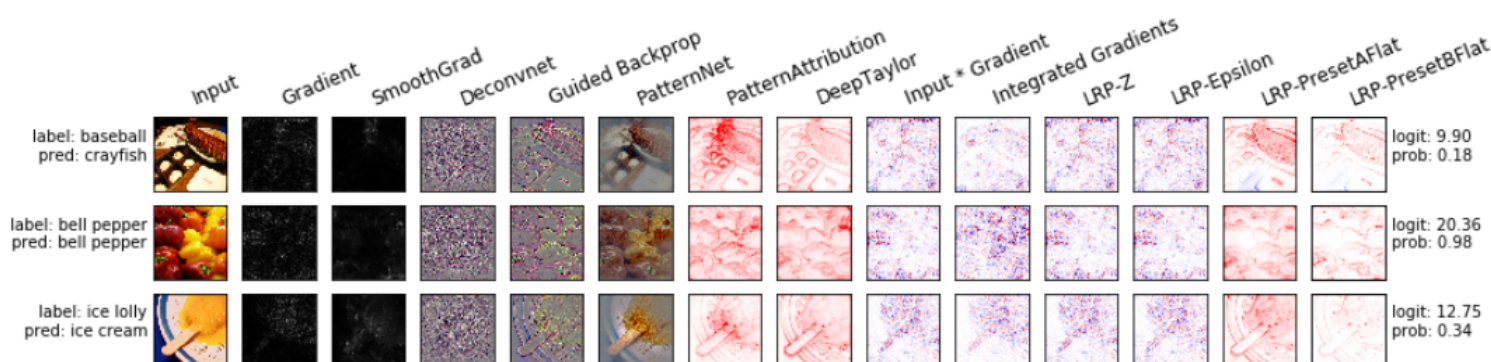 Input
Gradient
SmoothGrad
Deconvnet
Guided Backprop
PatternNet
PatternAttribution
DeepTaylor
Input * Gradient
Integrated Gradients
LRP-Z
LRP-Epsilon
LRP-PresetAFlat
LRP-PresetBFlat
label: baseball
pred: crayfish
logit: 9.90
prob: 0.18
label: bell pepper
pred: bell pepper
logit: 20.36
prob: 0.98
label: ice lolly
pred: ice cream
logit: 12.75
prob: 0.34